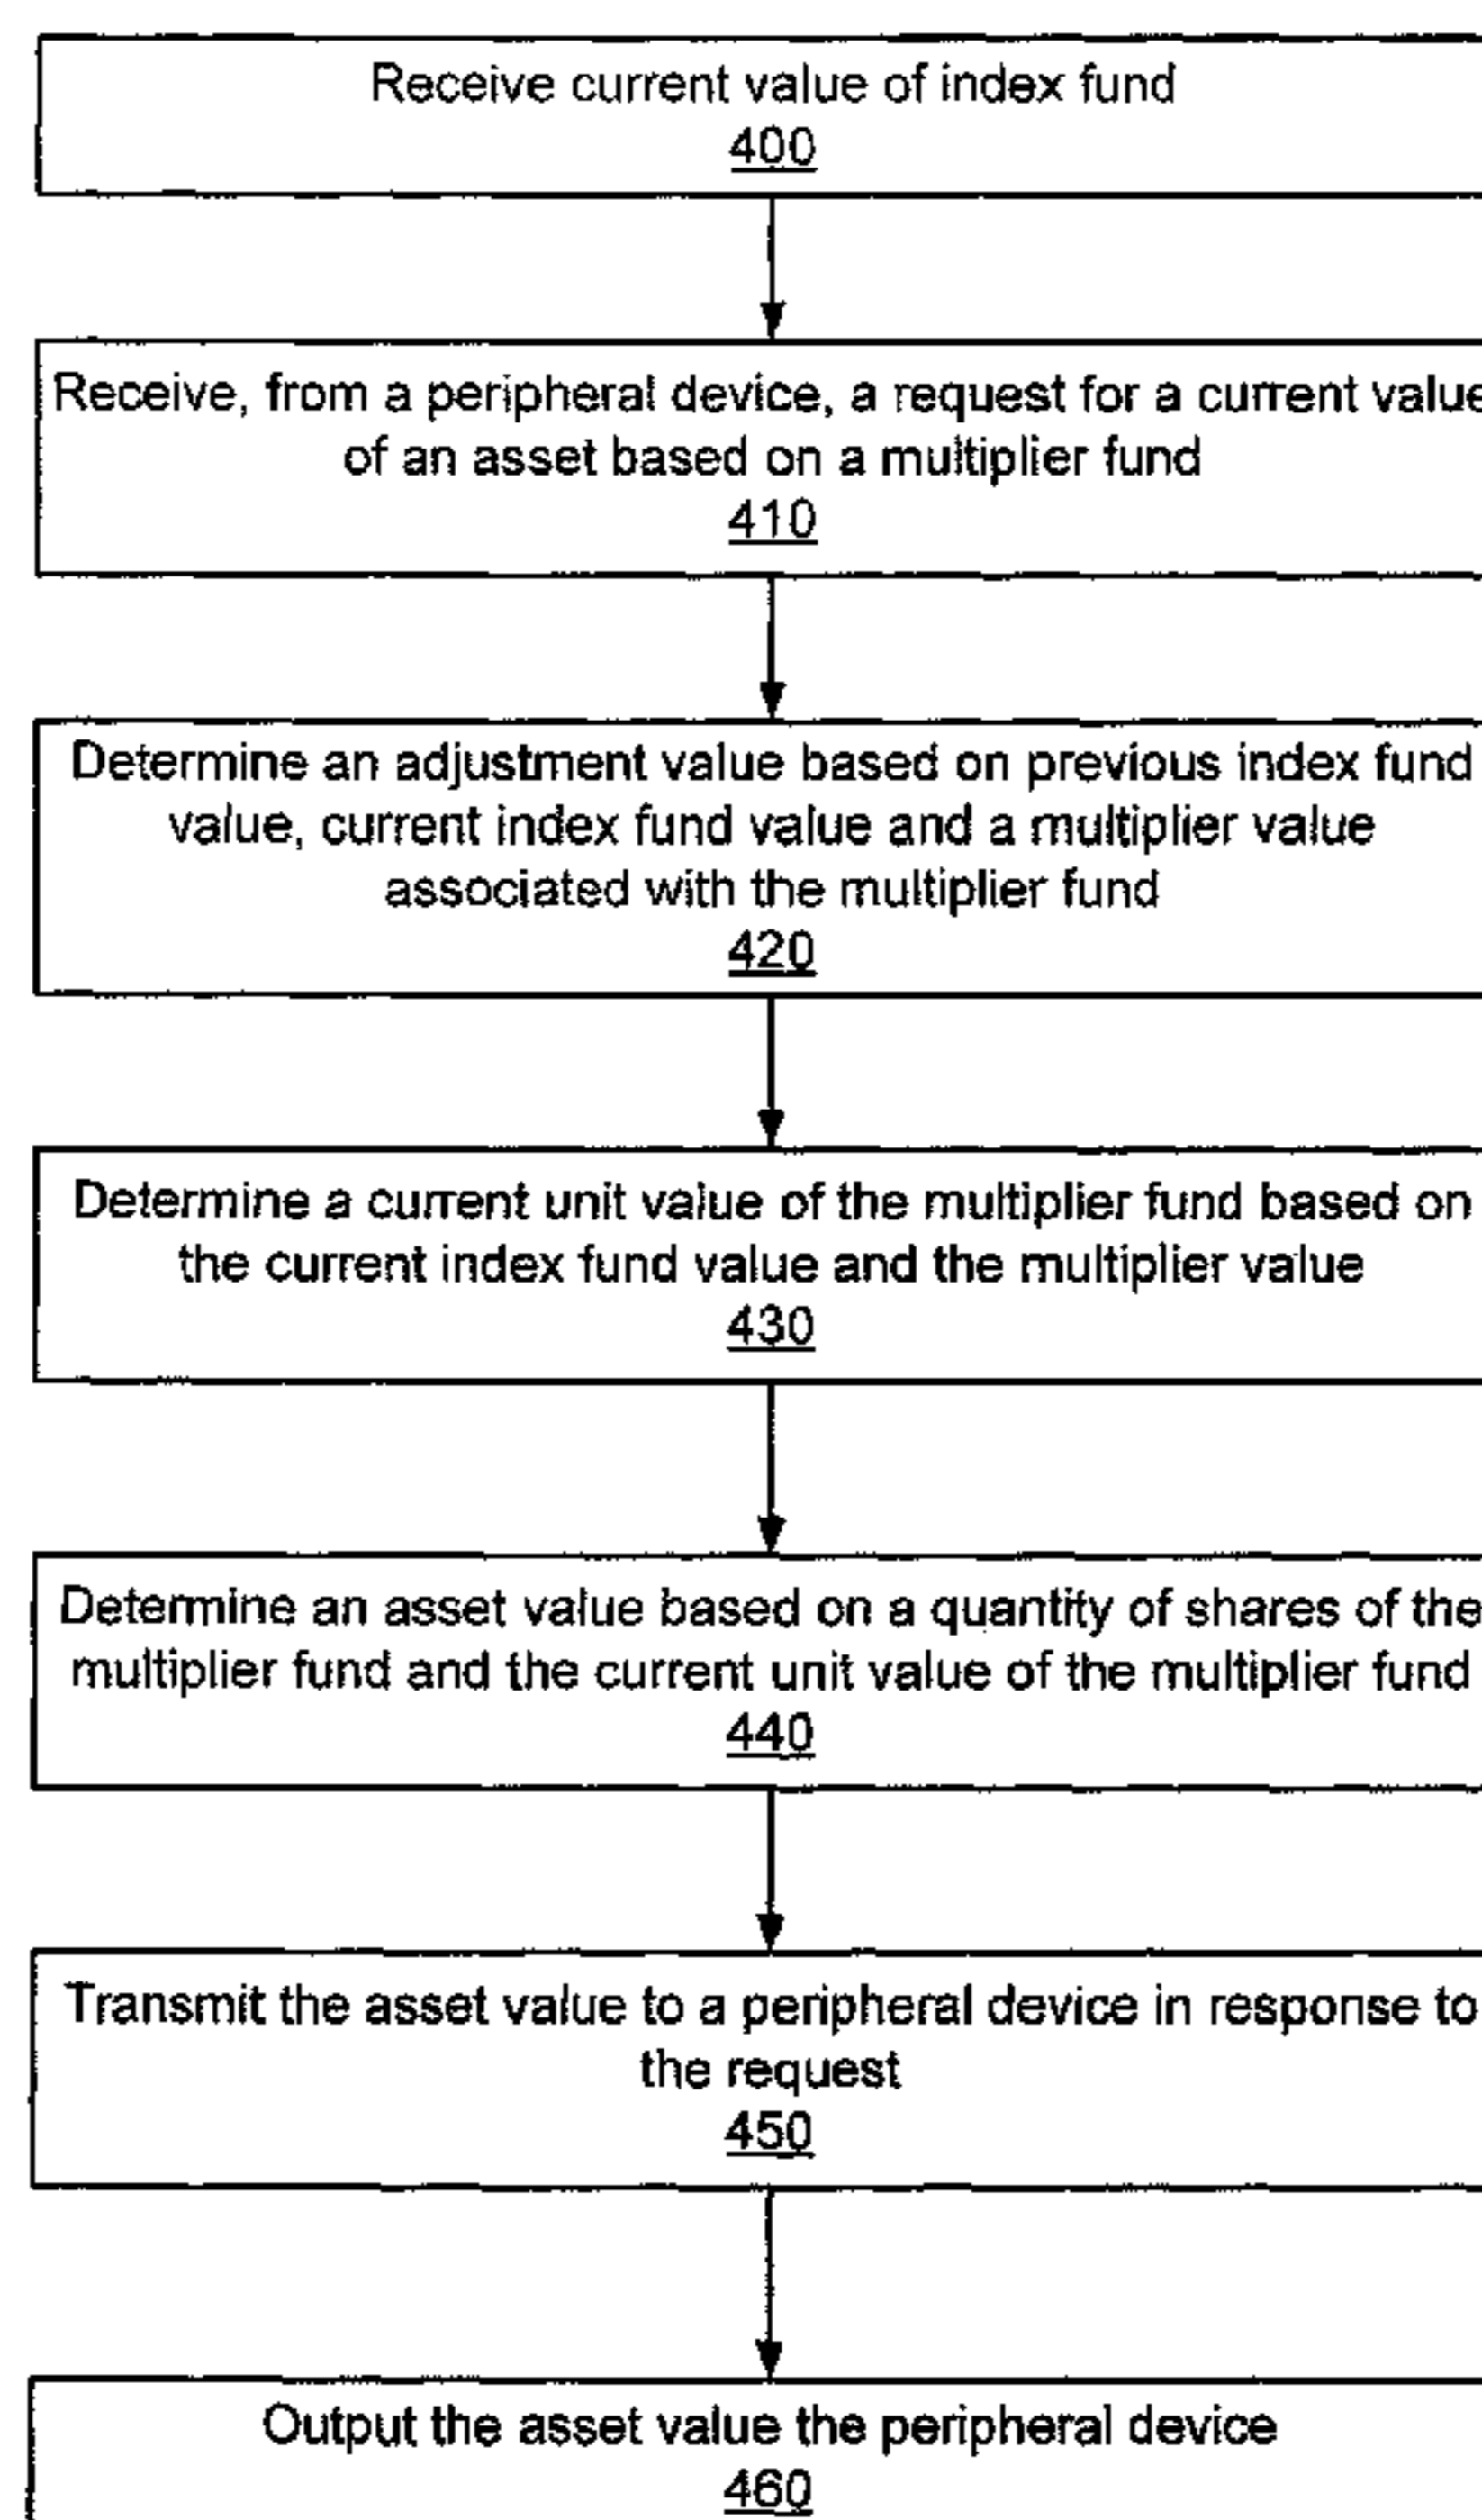 Receive current value of index fund
400
Receive, from a peripheral device, a request for a current value
of an asset based on a multiplier fund
410
Determine an adjustment value based on previous index fund
value, current index fund value and a multiplier value
associated with the multiplier fund
420
Determine a current unit value of the multiplier fund based on
the current index fund value and the multiplier value
430
Determine an asset value based on a quantity of shares of the
multiplier fund and the current unit value of the multiplier fund
440
Transmit the asset value to a peripheral device in response to
the request
450
Output the asset value the peripheral device
460